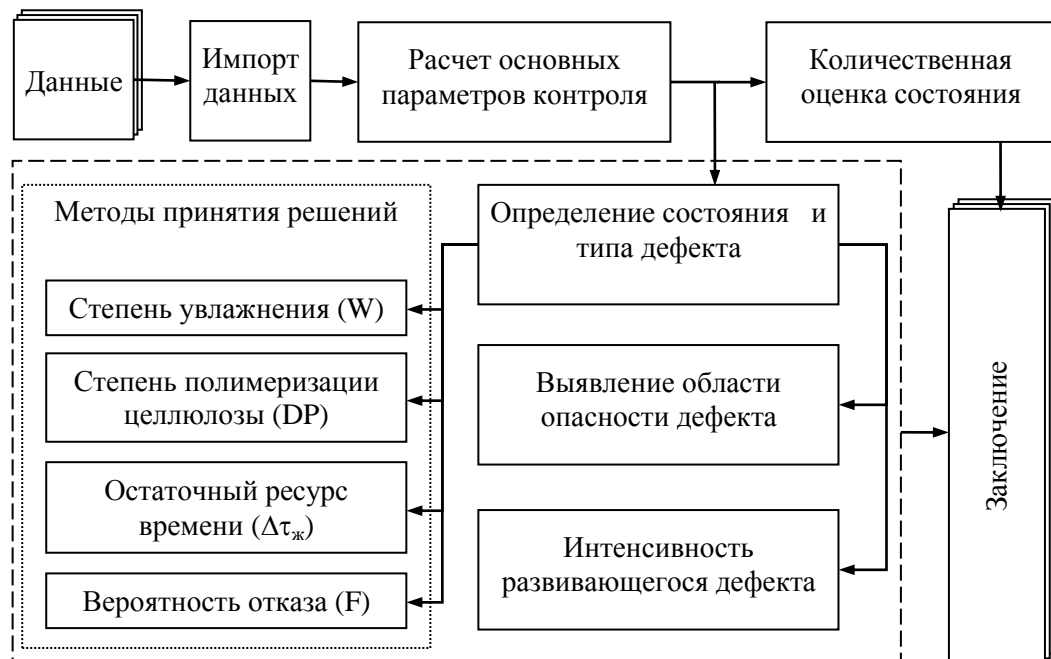 Данные
Импорт
данных
Расчет основных
параметров контроля
Количественная
оценка состояния
Методы принятия решений
Определение состояния и
типа дефекта
Степень увлажнения (W)
Степень полимеризации
целлюлозы (DP)
Выявление области
опасности дефекта
Остаточный ресурс
времени (Δτж)
Интенсивность
развивающегося дефекта
Вероятность отказа (F)
Заключение